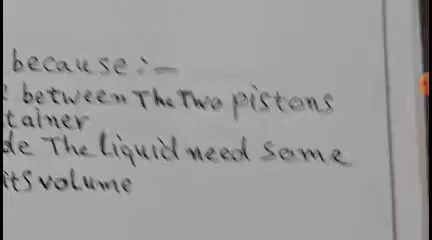 because:-
between The Two pistons
tainer
de The Liquid need some
its volume